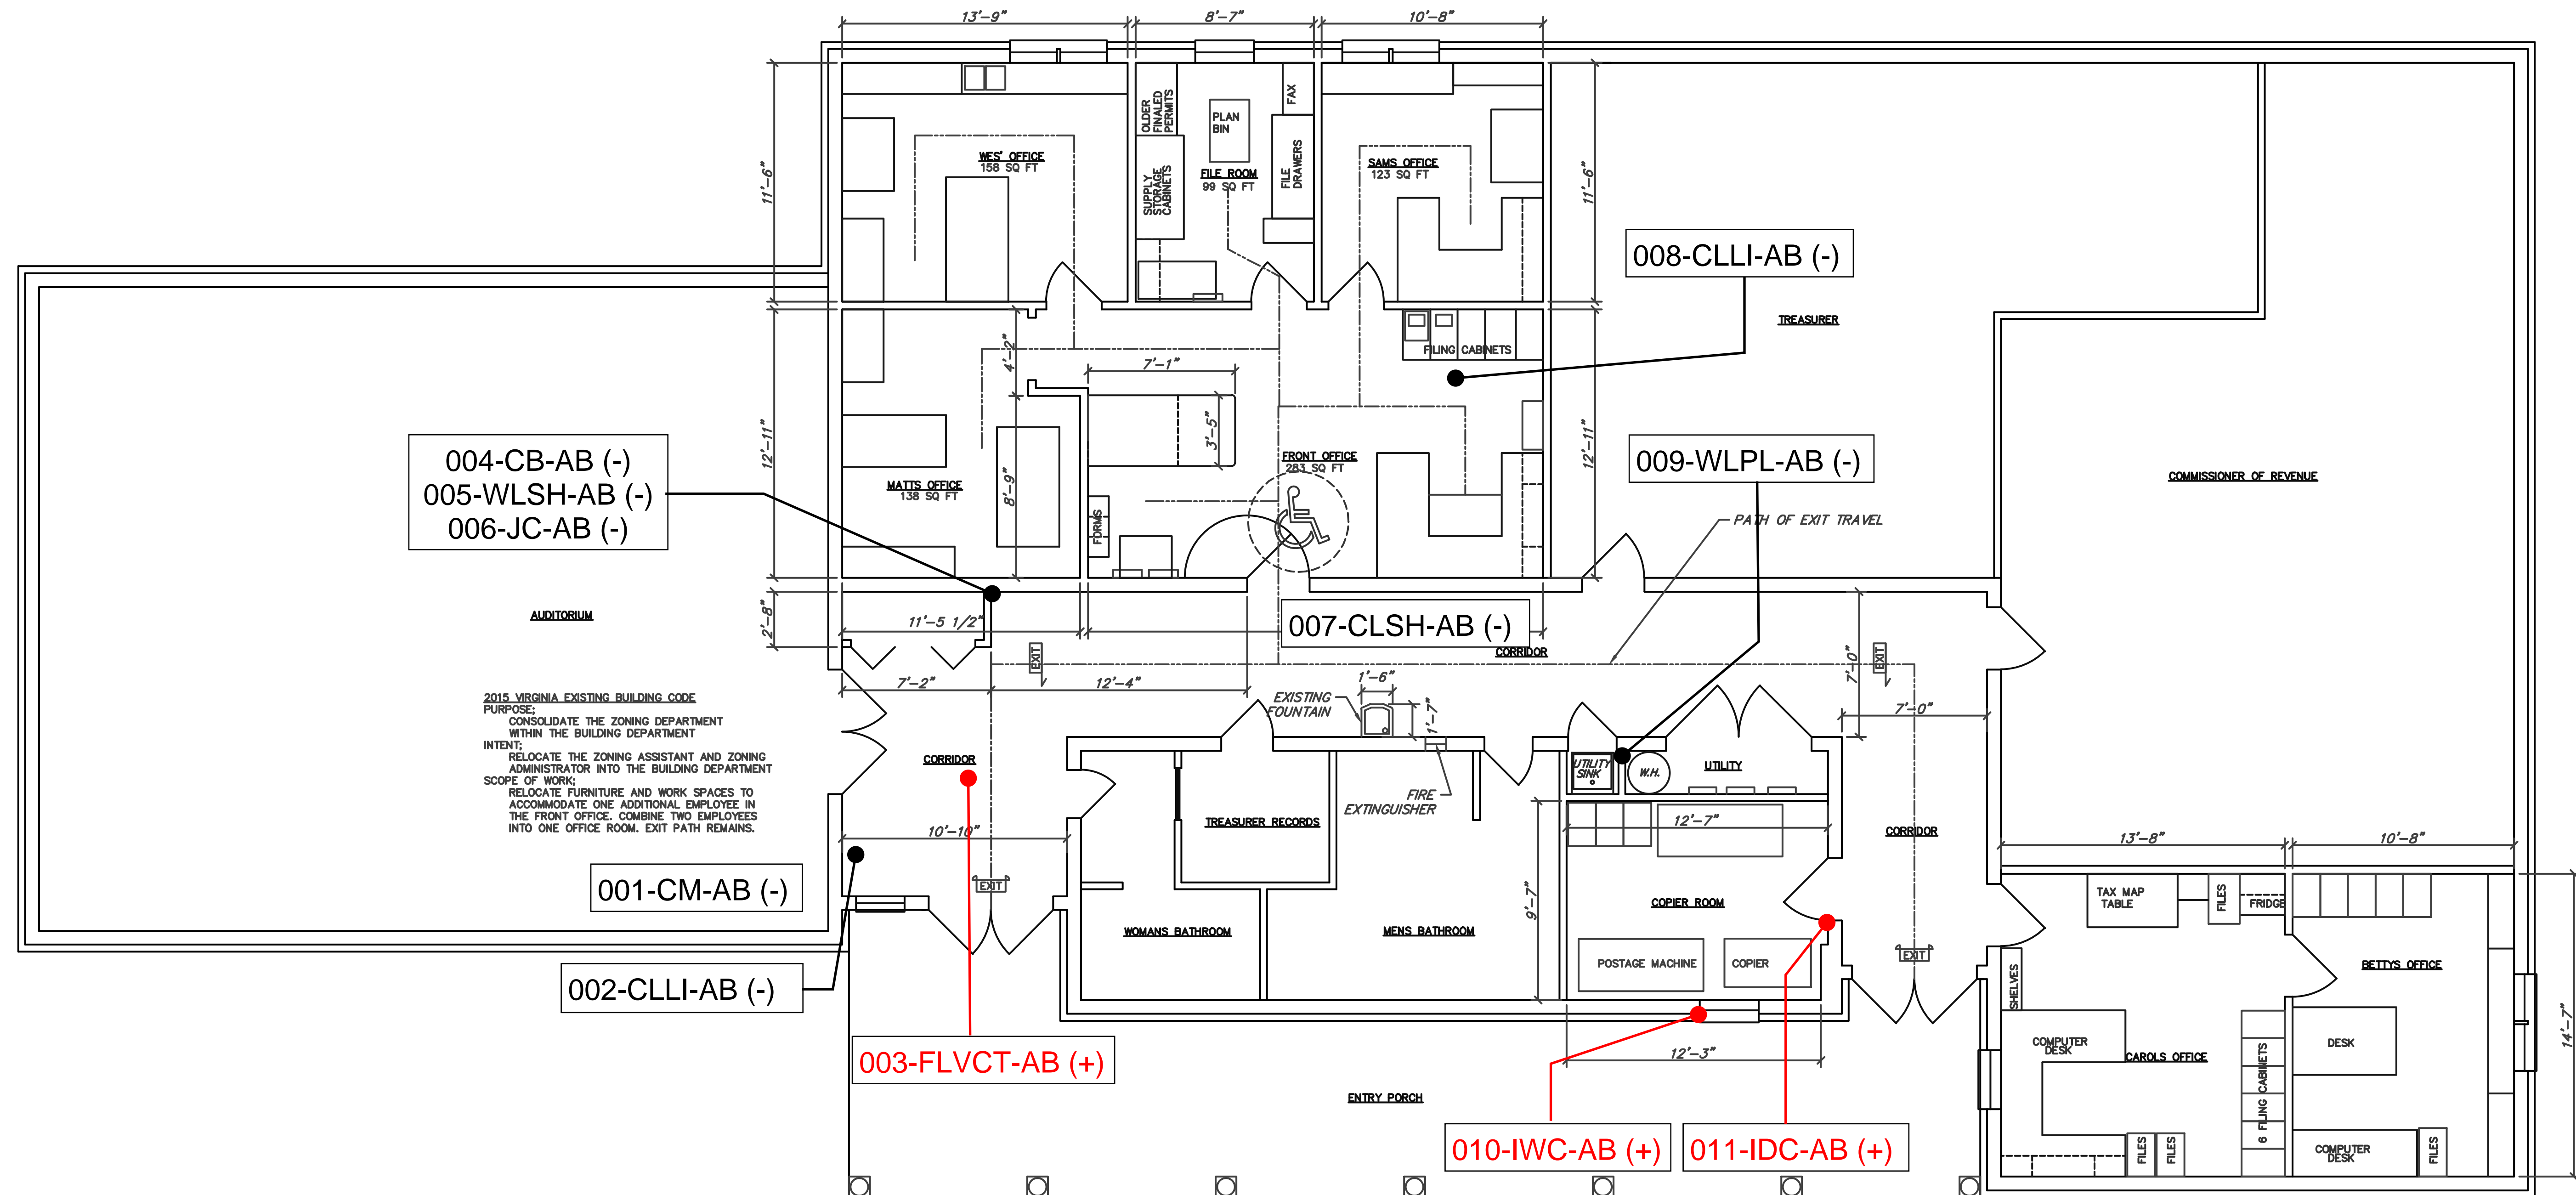 13'-9"
8'-7"
10'-8"
11'-6"
WES' OFFICE
158 SQ FT
OLDER
FINALED
PERMITS
SUPPLY
STORAGE
CABINETS
PLAN
BIN
FILE ROOM
99 SQ FT
FAX
FILE
DRAWERS
SAMS OFFICE
123 SQ FT
11'-6"
008-CLLI-AB (-)
TREASURER
4'-2"
7'-1"
3'-5"
FILING CABINETS
12'-11"
12'-11"
004-CB-AB (-)
005-WLSH-AB (-)
006-JC-AB (-)
MATTS OFFICE
138 SQ FT
8'-9"
FORMS
FRONT OFFICE
283 SQ FT
009-WLPL-AB (-)
COMMISSIONER OF REVENUE
PATH OF EXIT TRAVEL
AUDITORIUM
2'-8"
11'-5 1/2"
007-CLSH-AB (-)
CORRIDOR
EXIT
EXIT
7'-0"
7'-2"
12'-4"
EXISTING
FOUNTAIN
1'-6"
1'-7"
7'-0"
2015 VIRGINIA EXISTING BUILDING CODE
PURPOSE;
CONSOLIDATE THE ZONING DEPARTMENT
WITHIN THE BUILDING DEPARTMENT
INTENT;
RELOCATE THE ZONING ASSISTANT AND ZONING
ADMINISTRATOR INTO THE BUILDING DEPARTMENT
SCOPE OF WORK;
RELOCATE FURNITURE AND WORK SPACES TO
ACCOMMODATE ONE ADDITIONAL EMPLOYEE IN
THE FRONT OFFICE. COMBINE TWO EMPLOYEES
INTO ONE OFFICE ROOM. EXIT PATH REMAINS.
CORRIDOR
UTILITY
SINK
W.H.
UTILITY
FIRE
EXTINGUISHER
TREASURER RECORDS
12'-7"
CORRIDOR
10'-10"
13'-8"
10'-8"
001-CM-AB (-)
EXIT
9'-7"
COPIER ROOM
TAX MAP
TABLE
FILES
FRIDGE
WOMANS BATHROOM
MENS BATHROOM
POSTAGE MACHINE
COPIER
EXIT
BETTYS OFFICE
002-CLLI-AB (-)
SHELVES
003-FLVCT-AB (+)
12'-3"
COMPUTER
DESK
CAROLS OFFICE
DESK
14'-7"
ENTRY PORCH
6 FILING CABINETS
010-IWC-AB (+)
011-IDC-AB (+)
FILES
FILES
COMPUTER
DESK
FILES